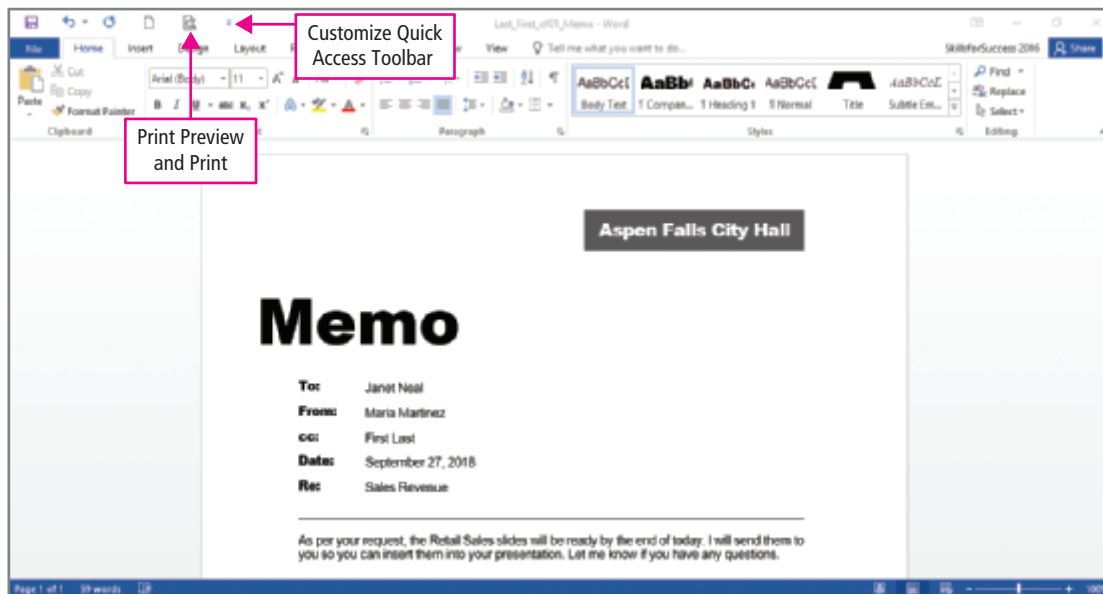 Last_First_cf01_Memo - Word
Customize Quick
Access Toolbar
File Home Insert Layout View Tell me what you want to do... SkillsforSuccess 2016 Share
Cut
Copy
Format Painter
Paste
Arial (Body) 11
B I U abc
AaBbCcI AaBb AaBbC AaBbCcI AaBbCcI
Body Text ¶ Compan... ¶ Heading 1 ¶ Normal Title Subtle Em...
Find
Replace
Select
Clipboard Paragraph Styles Editing
Print Preview
and Print
Aspen Falls City Hall
Memo
To: Janet Neal
From: Maria Martinez
cc: First Last
Date: September 27, 2018
Re: Sales Revenue
As per your request, the Retail Sales slides will be ready by the end of today. I will send them to
you so you can insert them into your presentation. Let me know if you have any questions.
Page 1 of 1 59 words 100%